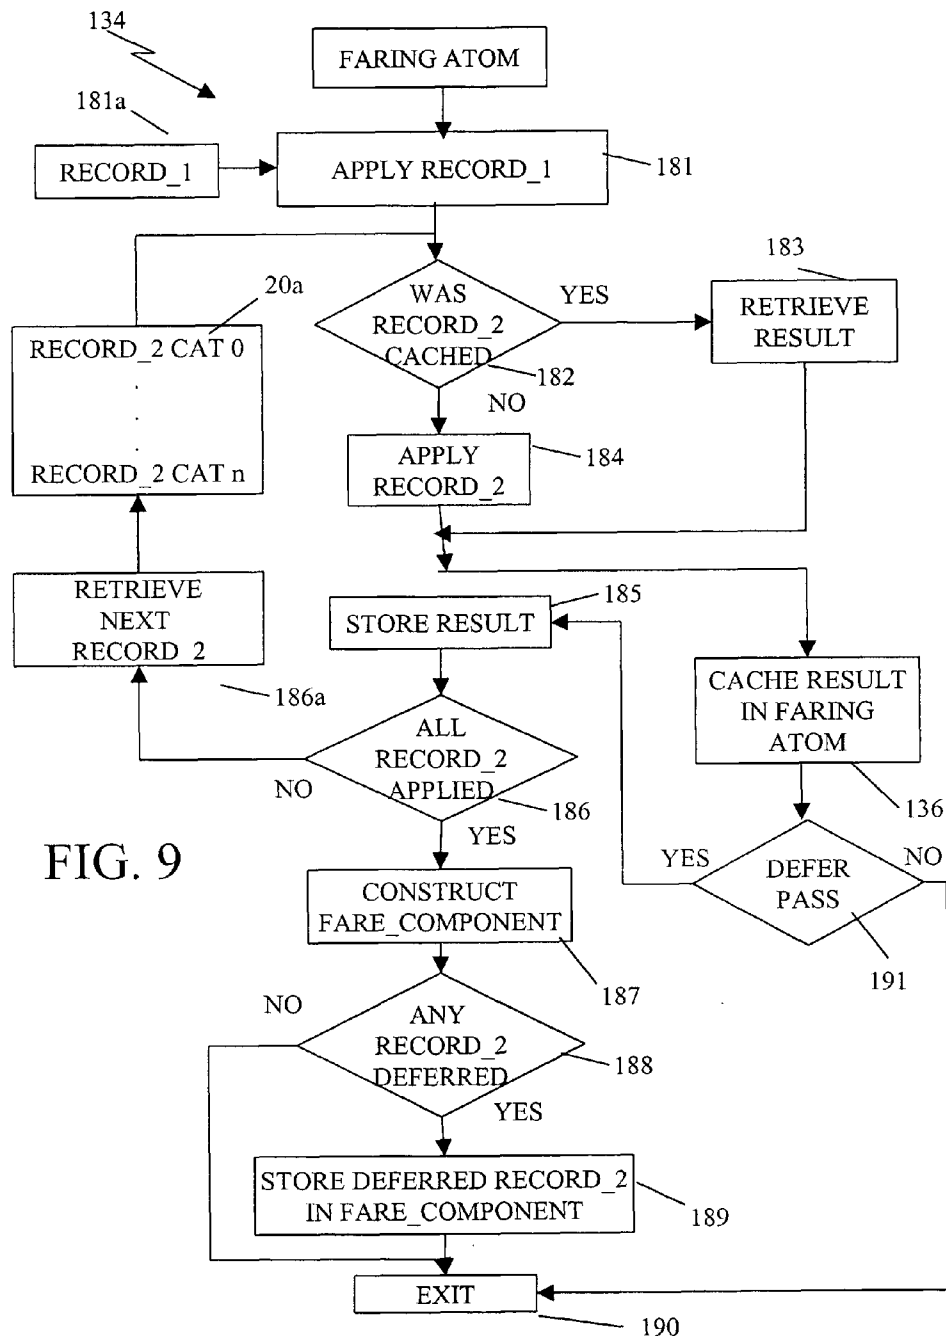 134
FARING ATOM
181a
RECORD_1
APPLY RECORD_1
181
183
20a
WAS
RECORD_2
CACHED
YES
RETRIEVE
RESULT
182
NO
RECORD_2 CAT 0
.
.
.
RECORD_2 CAT n
APPLY
RECORD_2
184
RETRIEVE
NEXT
RECORD_2
186a
185
STORE RESULT
CACHE RESULT
IN FARING
ATOM
136
ALL
RECORD_2
APPLIED
NO
186
YES
FIG. 9
YES
DEFER
PASS
NO
191
CONSTRUCT
FARE_COMPONENT
187
NO
ANY
RECORD_2
DEFERRED
188
YES
STORE DEFERRED RECORD_2
IN FARE_COMPONENT
189
EXIT
190